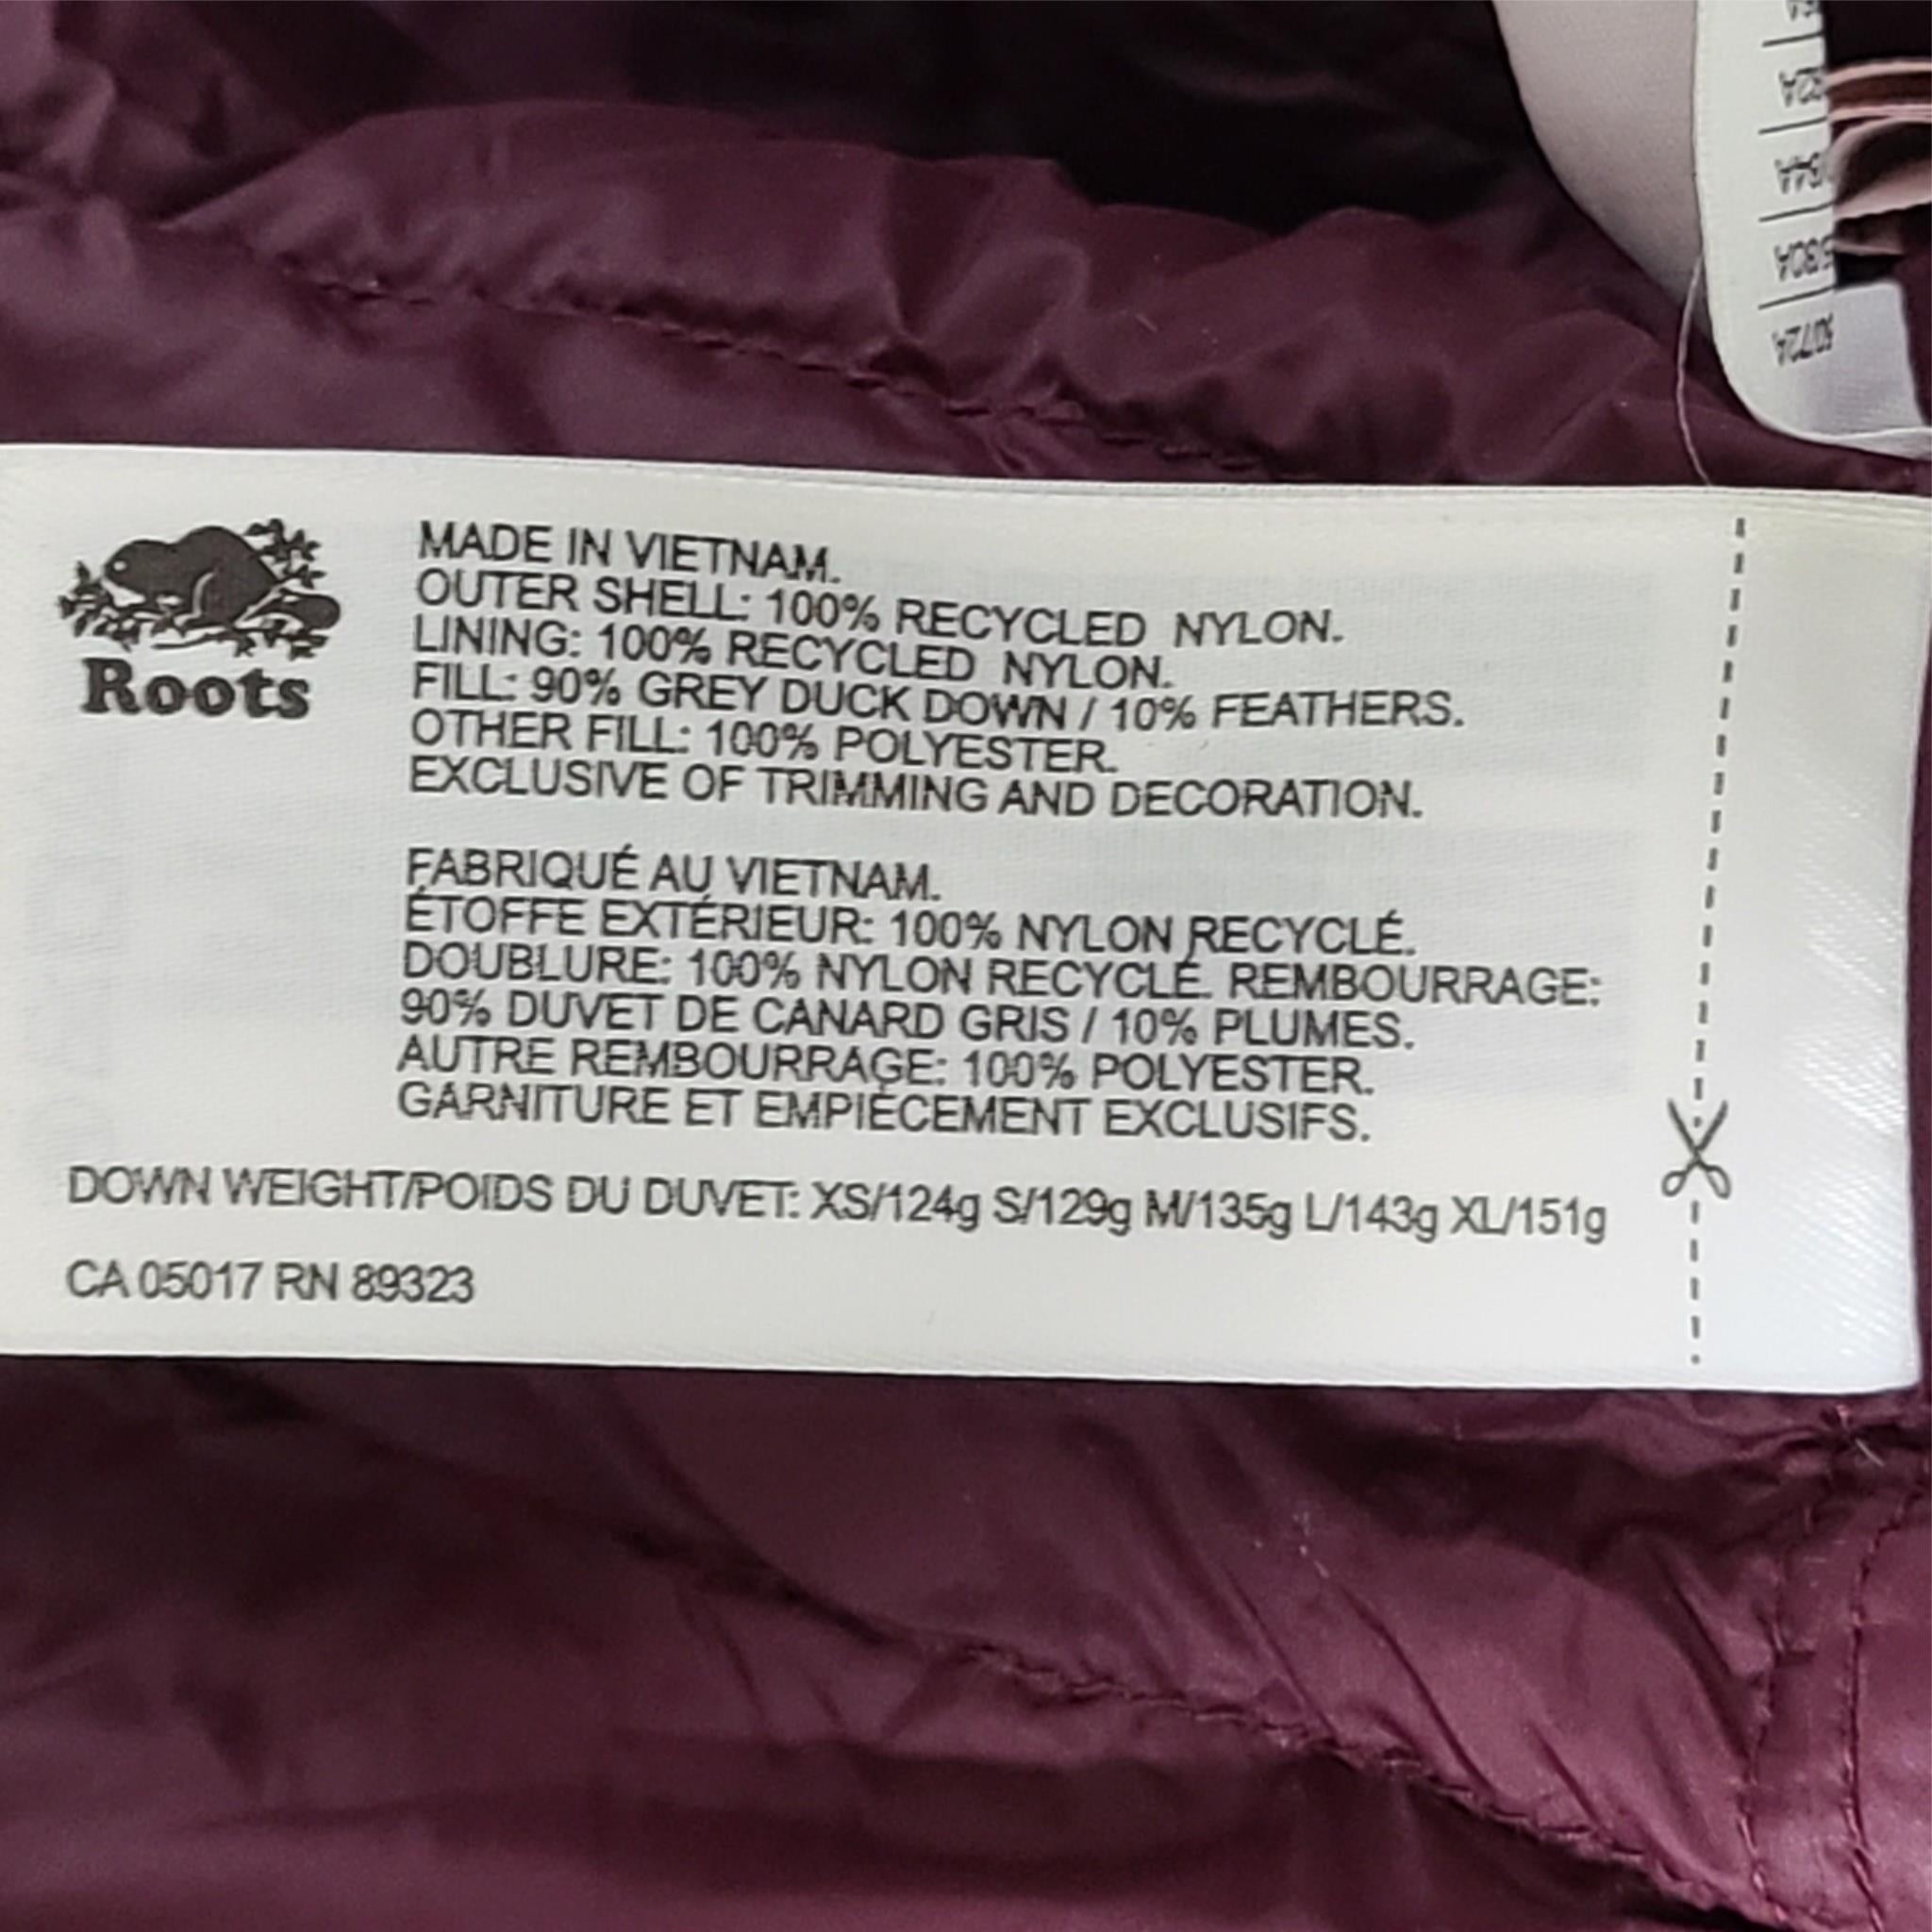 Roots
MADE IN VIETNAM.
OUTER SHELL: 100% RECYCLED NYLON.
LINING: 100% RECYCLED NYLON.
FILL: 90% GREY DUCK DOWN / 10% FEATHERS.
OTHER FILL: 100% POLYESTER.
EXCLUSIVE OF TRIMMING AND DECORATION.
FABRIQUÉ AU VIETNAM.
ÉTOFFE EXTÉRIEUR: 100% NYLON RECYCLÉ.
DOUBLURE: 100% NYLON RECYCLÉ. REMBOURRAGE:
90% DUVET DE CANARD GRIS / 10% PLUMES.
AUTRE REMBOURRAGE: 100% POLYESTER.
GARNITURE ET EMPIÉCEMENT EXCLUSIFS.
DOWN WEIGHT/POIDS DU DUVET: XS/124g S/129g M/135g L/143g XL/151g
CA 05017 RN 89323